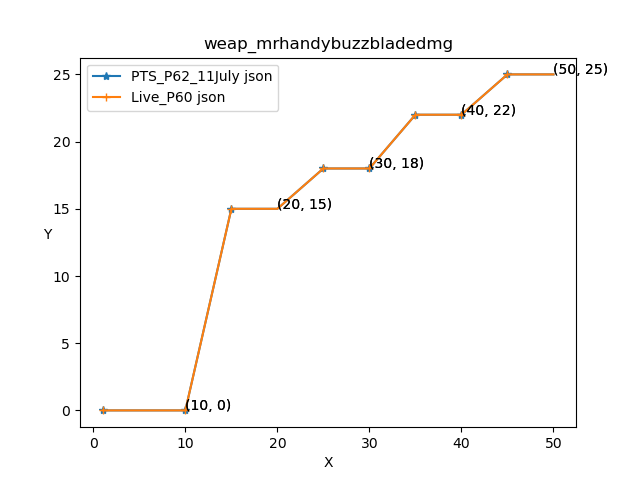 weap_mrhandybuzzbladedmg
PTS_P62_11July json
Live_P60 json
(50, 25)
(40, 22)
(30, 18)
(20, 15)
(10, 0)
25
20
15
10
5
0
Y
0 10 20 30 40 50
X